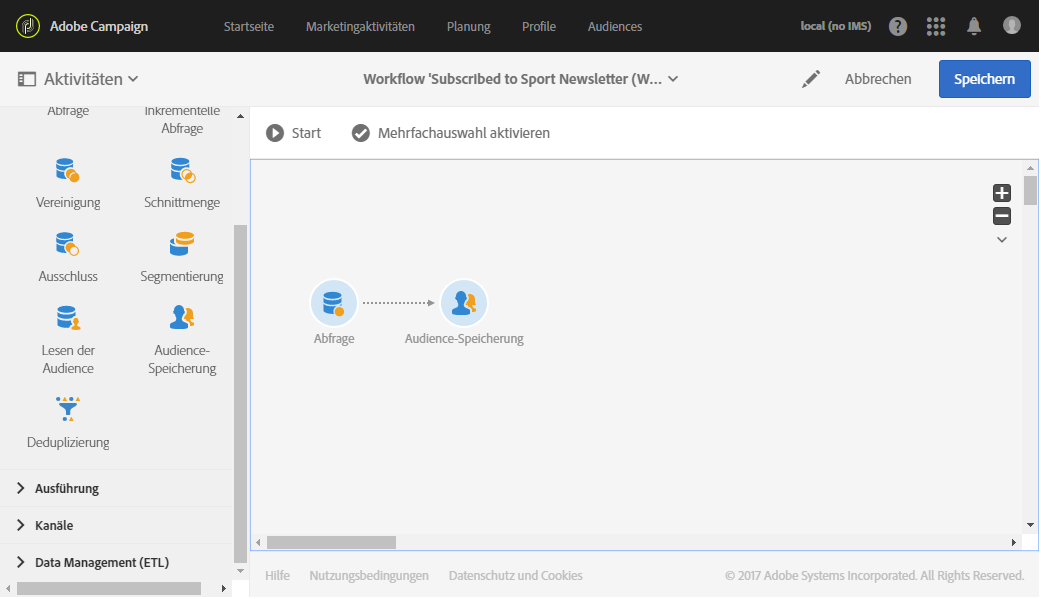 Adobe Campaign
Startseite
Marketingaktivitäten
Planung
Profile
Audiences
local (no IMS)
Aktivitäten
Workflow 'Subscribed to Sport Newsletter (W...
Abbrechen
Speichern
Abfrage
Inkrementelle
Abfrage
Vereinigung
Schnittmenge
Ausschluss
Segmentierung
Lesen der
Audience
Audience-
Speicherung
Deduplizierung
Ausführung
Kanäle
Data Management (ETL)
Start
Mehrfachauswahl aktivieren
Abfrage
Audience-Speicherung
Hilfe
Nutzungsbedingungen
Datenschutz und Cookies
© 2017 Adobe Systems Incorporated. All Rights Reserved.